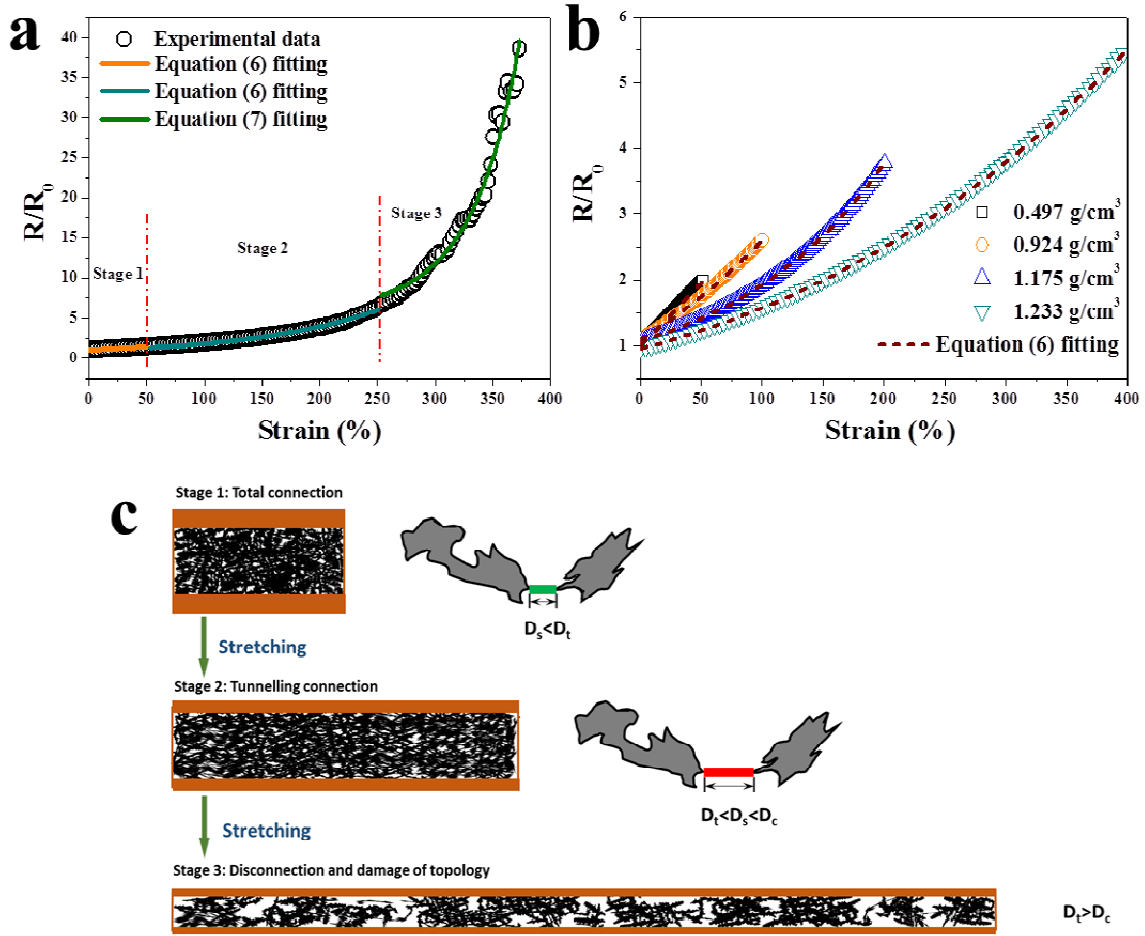 a
Experimental data
Equation (6) fitting
Equation (6) fitting
Equation (7) fitting
Stage 1
Stage 2
Stage 3
R/R0
40
35
30
25
20
15
10
5
0
0 50 100 150 200 250 300 350 400
Strain (%)
b
R/R0
6
5
4
3
2
1
0.497 g/cm3
0.924 g/cm3
1.175 g/cm3
1.233 g/cm3
Equation (6) fitting
0 50 100 150 200 250 300 350 400
Strain (%)
c
Stage 1: Total connection
Ds<Dt
Stretching
Stage 2: Tunnelling connection
Dt<Ds<Dc
Stretching
Stage 3: Disconnection and damage of topology
Dt>Dc